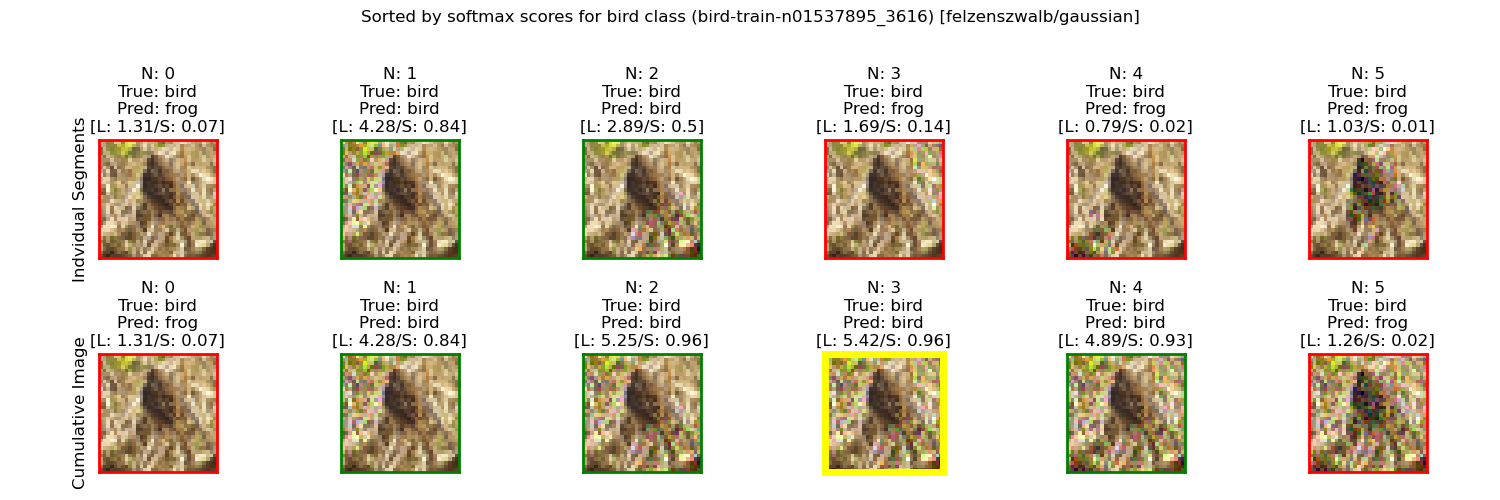 Sorted by softmax scores for bird class (bird-train-n01537895_3616) [felzenszwalb/gaussian]
Indvidual Segments
N: 0
True: bird
Pred: frog
[L: 1.31/S: 0.07]
N: 1
True: bird
Pred: bird
[L: 4.28/S: 0.84]
N: 2
True: bird
Pred: bird
[L: 2.89/S: 0.5]
N: 3
True: bird
Pred: frog
[L: 1.69/S: 0.14]
N: 4
True: bird
Pred: frog
[L: 0.79/S: 0.02]
N: 5
True: bird
Pred: frog
[L: 1.03/S: 0.01]
Cumulative Image
N: 0
True: bird
Pred: frog
[L: 1.31/S: 0.07]
N: 1
True: bird
Pred: bird
[L: 4.28/S: 0.84]
N: 2
True: bird
Pred: bird
[L: 5.25/S: 0.96]
N: 3
True: bird
Pred: bird
[L: 5.42/S: 0.96]
N: 4
True: bird
Pred: bird
[L: 4.89/S: 0.93]
N: 5
True: bird
Pred: frog
[L: 1.26/S: 0.02]